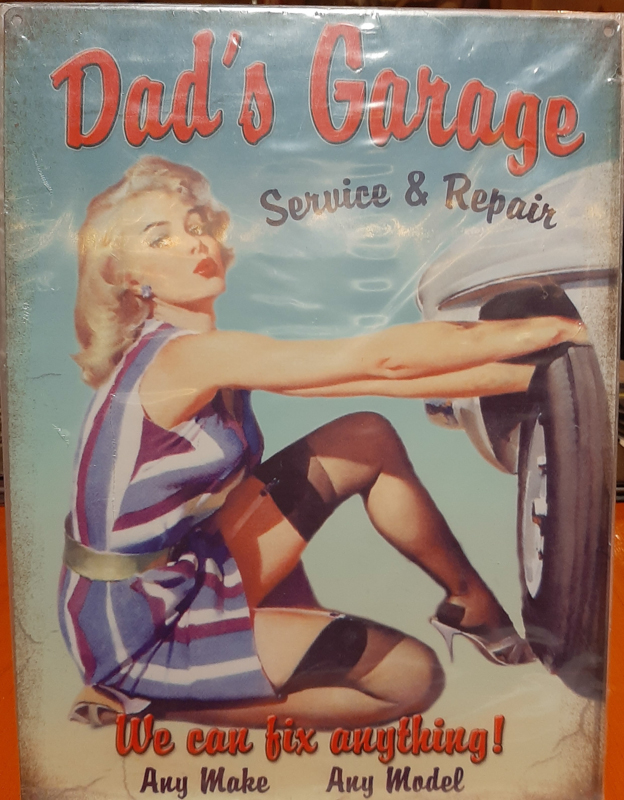 Dad's Garage
Service & Repair
We can fix anything!
Any Make Any Model